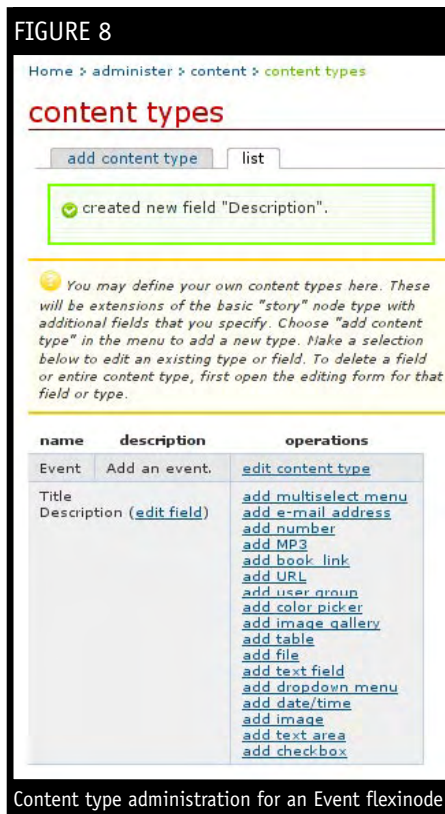 FIGURE 8
Home > administer > content > content types
content types
add content type list
created new field "Description".
You may define your own content types here. These
will be extensions of the basic "story" node type with
additional fields that you specify. Choose "add content
type" in the menu to add a new type. Make a selection
below to edit an existing type or field. To delete a field
or entire content type, first open the editing form for that
field or type.
name description operations
Event Add an event. edit content type
Title
Description (edit field)
add multiselect menu
add e-mail address
add number
add MP3
add book link
add URL
add user group
add color picker
add image gallery
add table
add file
add text field
add dropdown menu
add date/time
add image
add text area
add checkbox
Content type administration for an Event flexinode